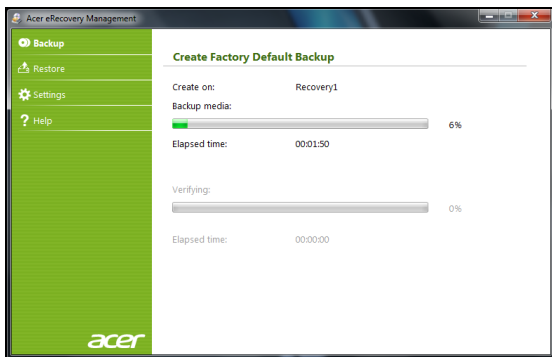 Acer eRecovery Management
Backup
Restore
Settings
Help
Create Factory Default Backup
Create on: Recovery1
Backup media:
6%
Elapsed time: 00:01:50
Verifying:
0%
Elapsed time: 00:00:00
acer